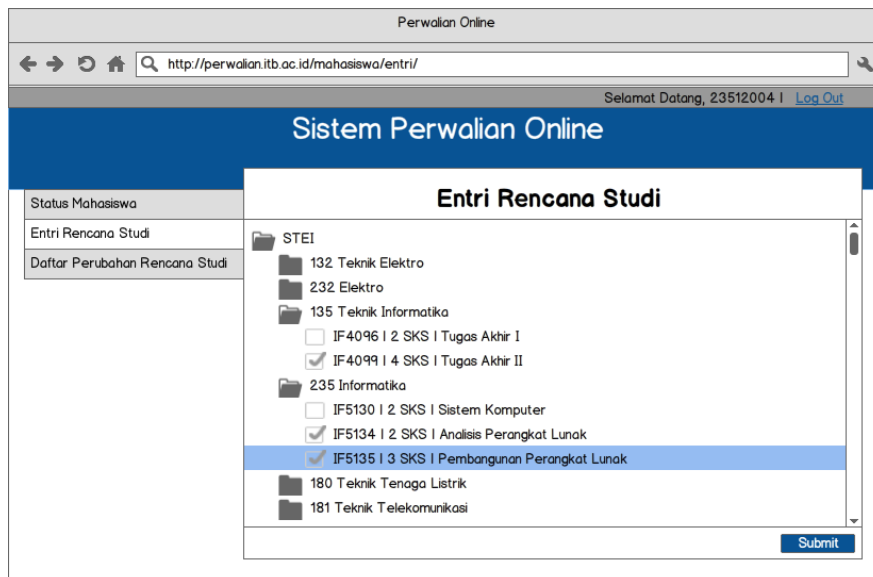 Perwalian Online
http://perwalian.itb.ac.id/mahasiswa/entri/
Selamat Datang, 23512004 | Log Out
Sistem Perwalian Online
Status Mahasiswa
Entri Rencana Studi
Daftar Perubahan Rencana Studi
Entri Rencana Studi
STEI
132 Teknik Elektro
232 Elektro
135 Teknik Informatika
IF4096 | 2 SKS | Tugas Akhir I
IF4099 | 4 SKS | Tugas Akhir II
235 Informatika
IF5130 | 2 SKS | Sistem Komputer
IF5134 | 2 SKS | Analisis Perangkat Lunak
IF5135 | 3 SKS | Pembangunan Perangkat Lunak
180 Teknik Tenaga Listrik
181 Teknik Telekomunikasi
Submit